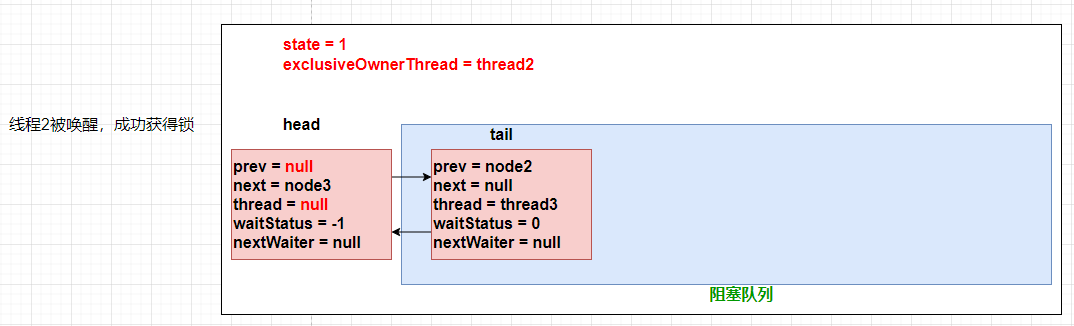 state = 1
exclusiveOwnerThread = thread2
线程2被唤醒，成功获得锁
head
tail
prev = null
next = node3
thread = null
waitStatus = -1
nextWaiter = null
prev = node2
next = null
thread = thread3
waitStatus = 0
nextWaiter = null
阻塞队列